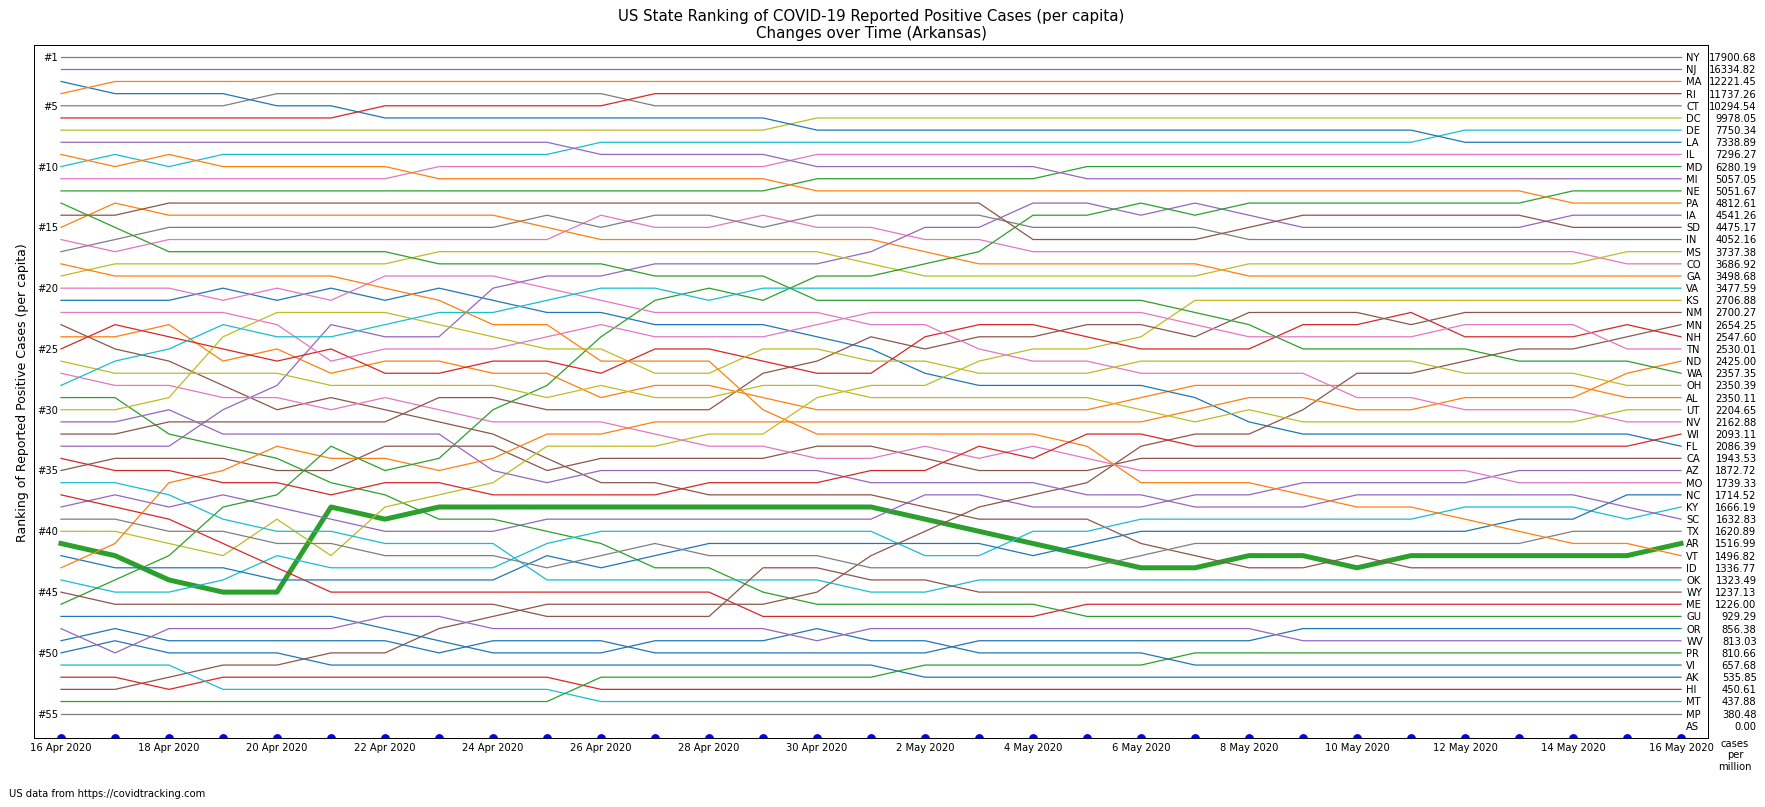 US State Ranking of COVID-19 Reported Positive Cases (per capita)
Changes over Time (Arkansas)
Ranking of Reported Positive Cases (per capita)
#1
#5
#10
#15
#20
#25
#30
#35
#40
#45
#50
#55
NY 17900.68
NJ 16334.82
MA 12221.45
RI 11737.26
CT 10294.54
DC 9978.05
DE 7750.34
LA 7338.89
IL 7296.27
MD 6280.19
MI 5057.05
NE 5051.67
PA 4812.61
IA 4541.26
SD 4475.17
IN 4052.16
MS 3737.38
CO 3686.92
GA 3498.68
VA 3477.59
KS 2706.88
NM 2700.27
MN 2654.25
NH 2547.60
TN 2530.01
ND 2425.00
WA 2357.35
OH 2350.39
AL 2350.11
UT 2204.65
NV 2162.88
WI 2093.11
FL 2086.39
CA 1943.53
AZ 1872.72
MO 1739.33
NC 1714.52
KY 1666.19
SC 1632.83
TX 1620.89
AR 1516.99
VT 1496.82
ID 1336.77
OK 1323.49
WY 1237.13
ME 1226.00
GU 929.29
OR 856.38
WV 813.03
PR 810.66
VI 657.68
AK 535.85
HI 450.61
MT 437.88
MP 380.48
AS 0.00
16 Apr 2020 18 Apr 2020 20 Apr 2020 22 Apr 2020 24 Apr 2020 26 Apr 2020 28 Apr 2020 30 Apr 2020 2 May 2020 4 May 2020 6 May 2020 8 May 2020 10 May 2020 12 May 2020 14 May 2020 16 May 2020
cases
per
million
US data from https://covidtracking.com